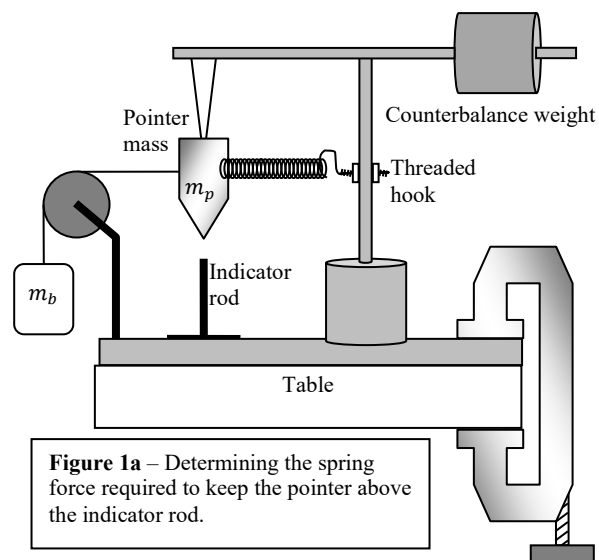 Counterbalance weight
Pointer
mass
Threaded
hook
m_p
Indicator
rod
m_b
Table
Figure 1a – Determining the spring
force required to keep the pointer above
the indicator rod.